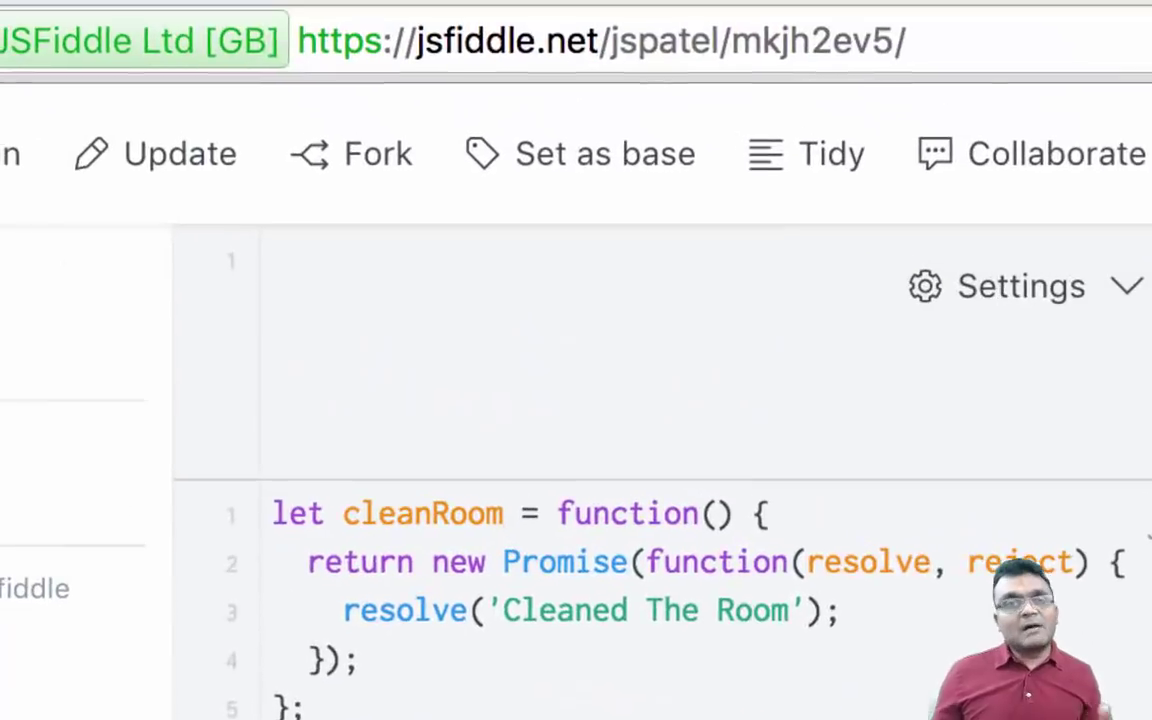 JSFiddle Ltd [GB] https://jsfiddle.net/jspatel/mkjh2ev5/
n Update Fork Set as base Tidy Collaborate
1
Settings
1 let cleanRoom = function() {
2 return new Promise(function(resolve, reject) {
3 resolve('Cleaned The Room');
4 });
5 };
fiddle